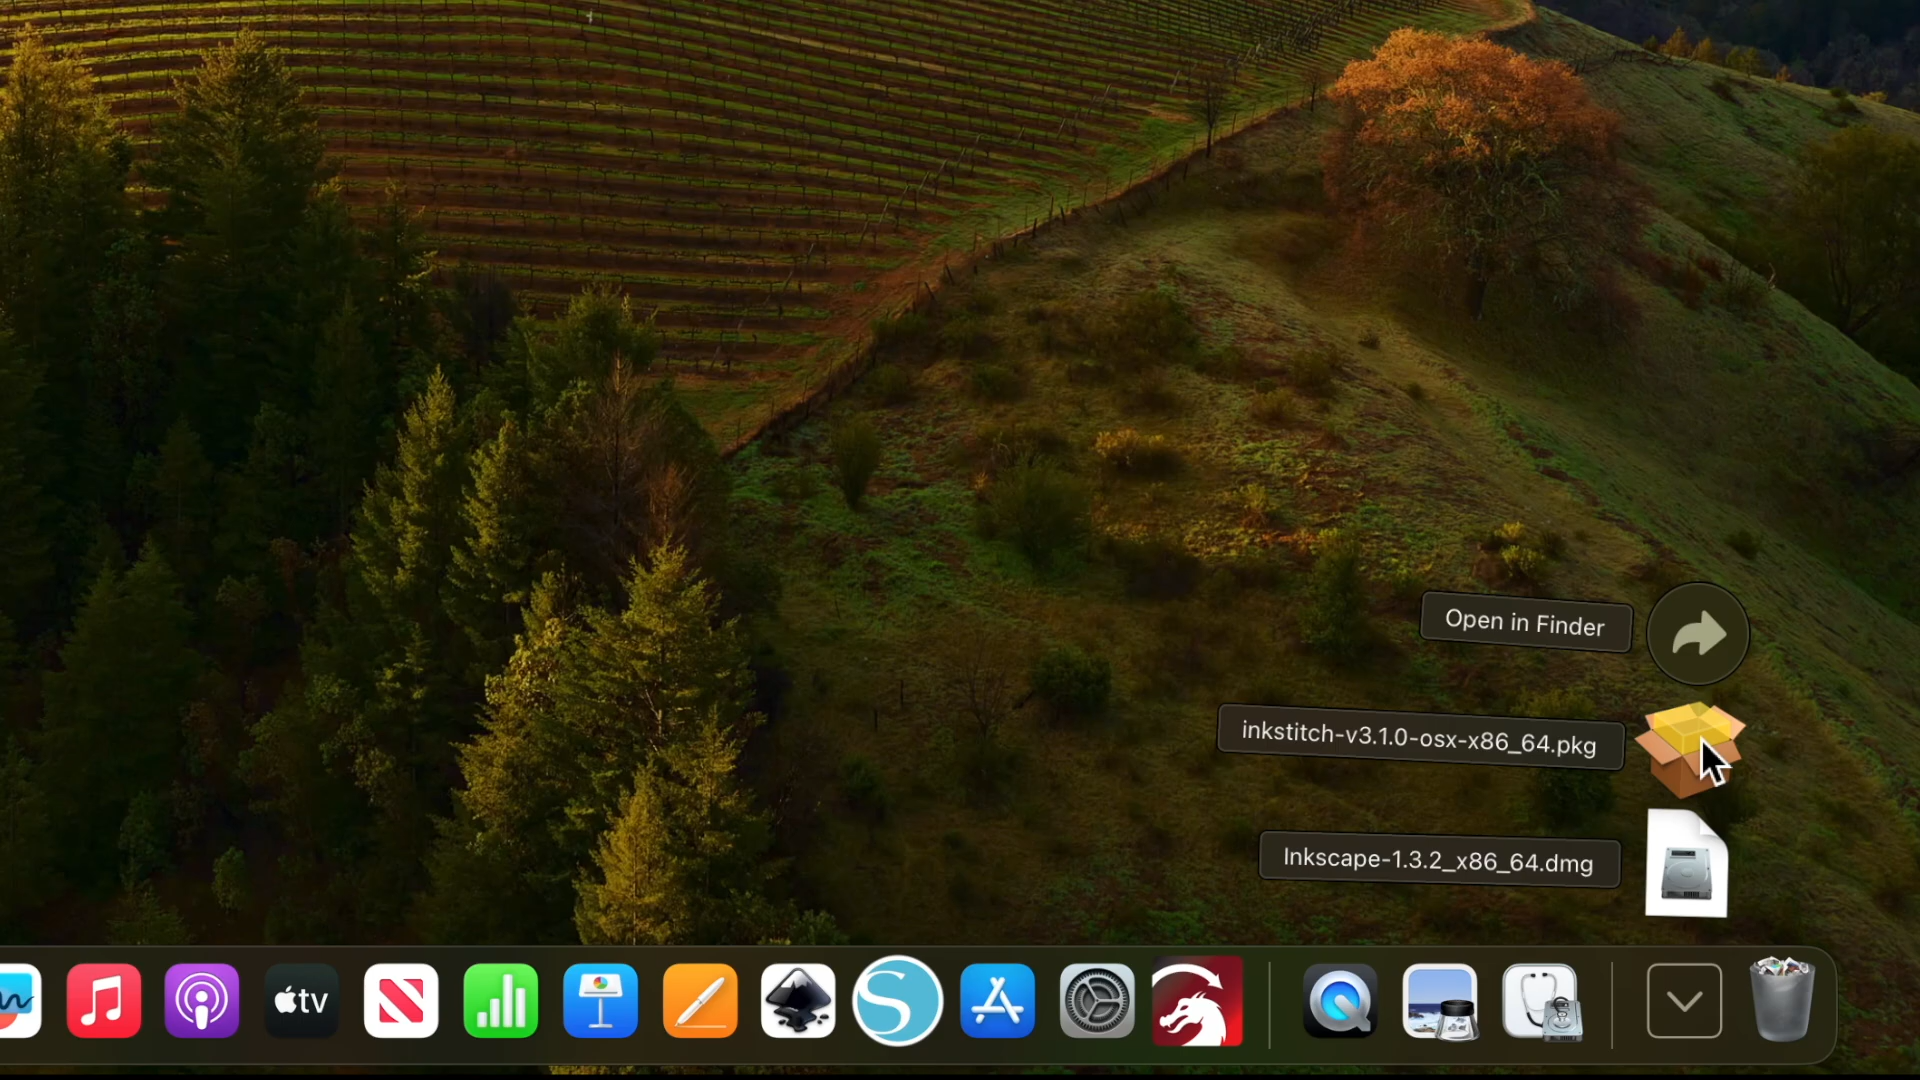 Open in Finder
inkstitch-v3.1.0-osx-x86_64.pkg
Inkscape-1.3.2_x86_64.dmg
tv